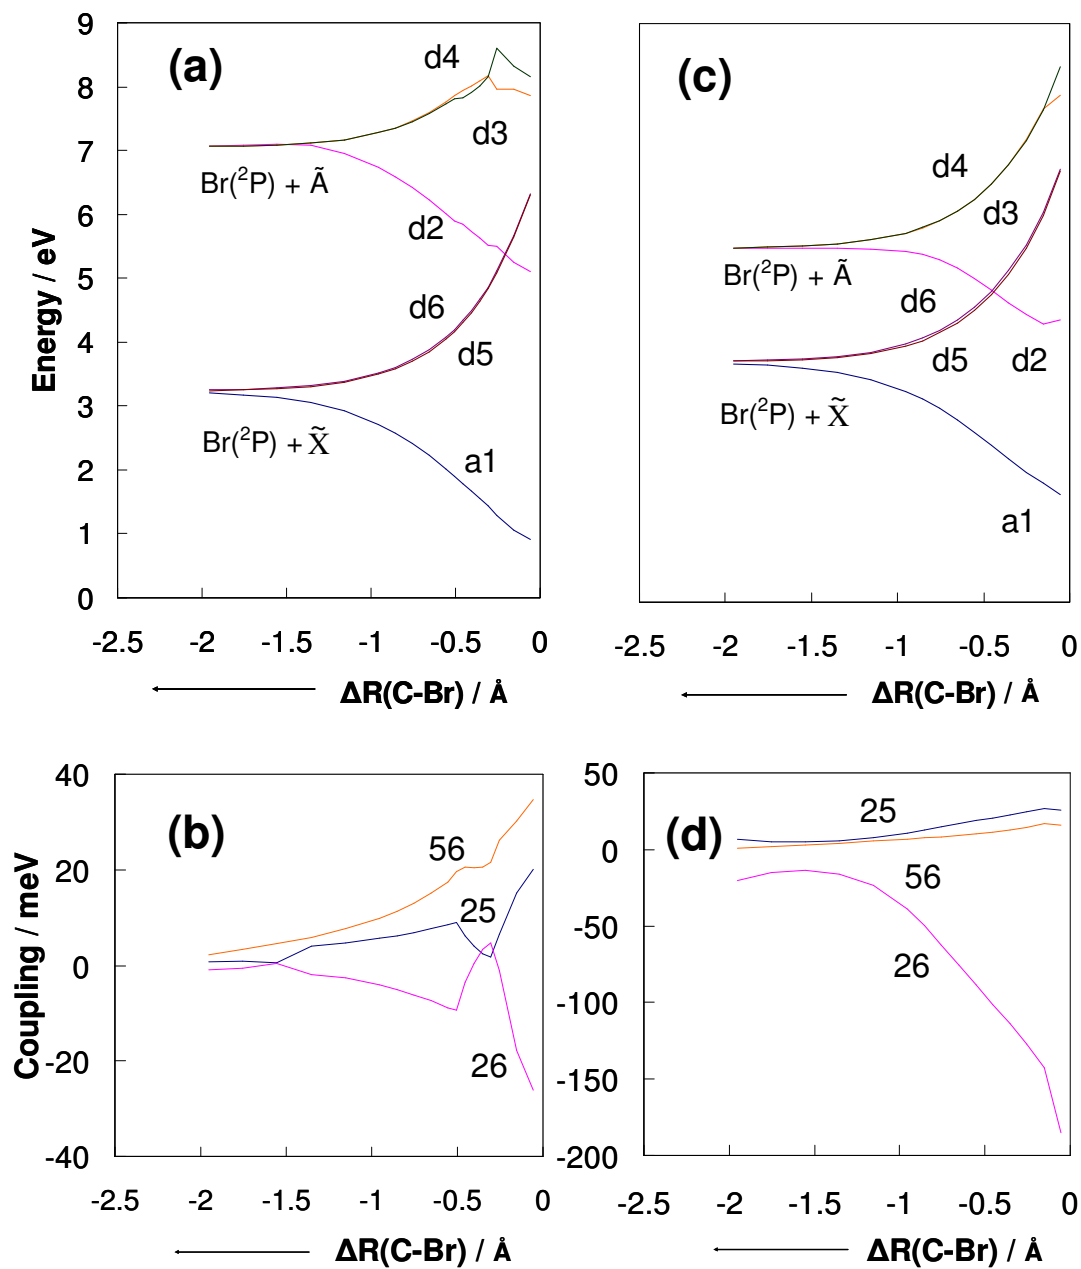 (a)
9
8
7
6
5
4
3
2
1
0
Energy / eV
d4
d3
Br(²P) + Ã
d2
d6
d5
Br(²P) + X̃
a1
-2.5 -2 -1.5 -1 -0.5 0
ΔR(C-Br) / Å
(c)
d4
d3
Br(²P) + Ã
d6
d5 d2
Br(²P) + X̃
a1
-2.5 -2 -1.5 -1 -0.5 0
ΔR(C-Br) / Å
(b)
40
20
0
-20
-40
Coupling / meV
56
25
26
-2.5 -2 -1.5 -1 -0.5 0
ΔR(C-Br) / Å
(d)
50
0
-50
-100
-150
-200
25
56
26
-2.5 -2 -1.5 -1 -0.5 0
ΔR(C-Br) / Å